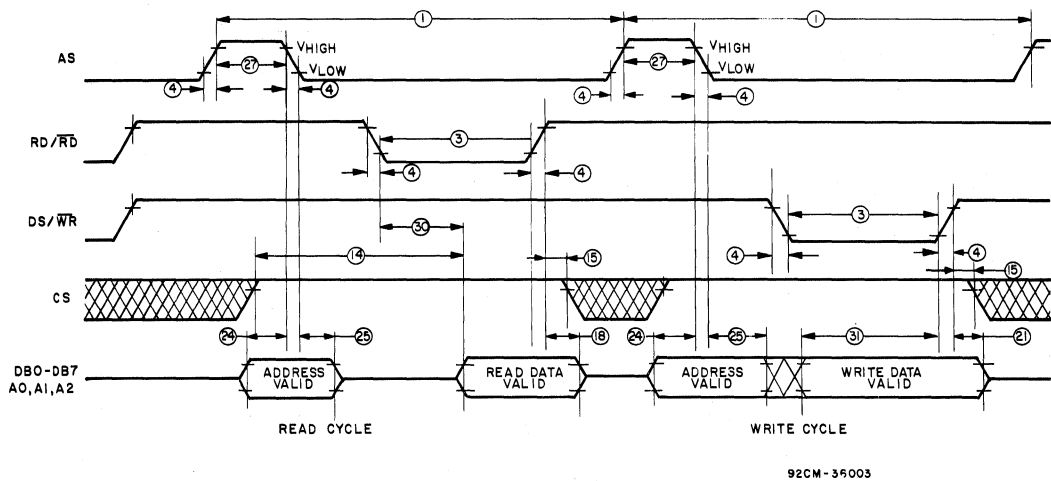 1 1
AS
VHIGH
VLOW
27
4 4
VHIGH
VLOW
27
4 4
RD/RD
3
4 4
DS/WR
30
3
4 4
14
15
15
CS
24 25
18
24 25
31
21
DB0-DB7
A0, A1, A2
ADDRESS
VALID
READ DATA
VALID
ADDRESS
VALID
WRITE DATA
VALID
READ CYCLE
WRITE CYCLE
92CM-36003